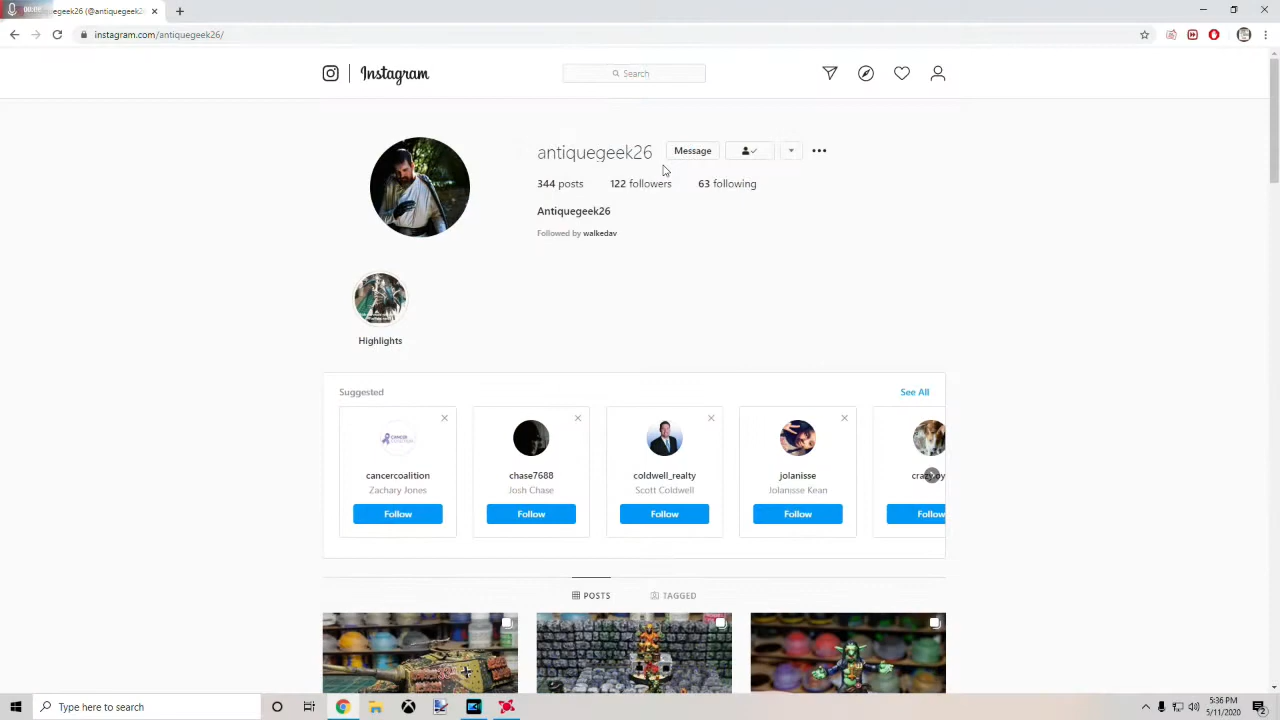 instagram.com/antiquegeek26/
Instagram
Search
antiquegeek26
Message
344 posts
122 followers
63 following
Antiquegeek26
Followed by walkedav
Highlights
Suggested
See All
cancercoalition
Zachary Jones
Follow
chase7688
Josh Chase
Follow
coldwell_realty
Scott Coldwell
Follow
jolanisse
Jolanisse Kean
Follow
Follow
POSTS
TAGGED
Type here to search
5:36 PM
5/11/2020